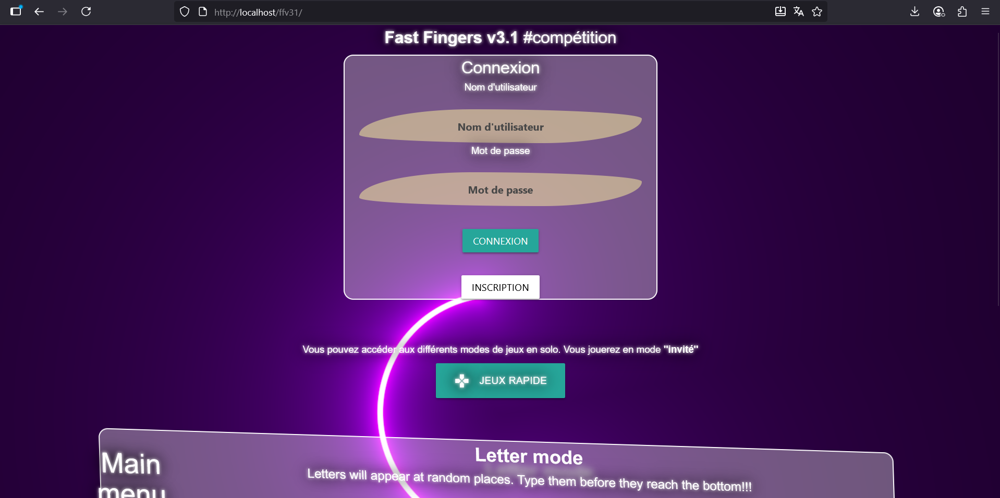 http://localhost/ffv31/
Fast Fingers v3.1 #compétition
Connexion
Nom d'utilisateur
Nom d'utilisateur
Mot de passe
Mot de passe
CONNEXION
INSCRIPTION
Vous pouvez accéder aux différents modes de jeux en solo. Vous jouerez en mode "invité"
JEUX RAPIDE
Main
menu
Letter mode
Letters will appear at random places. Type them before they reach the bottom!!!